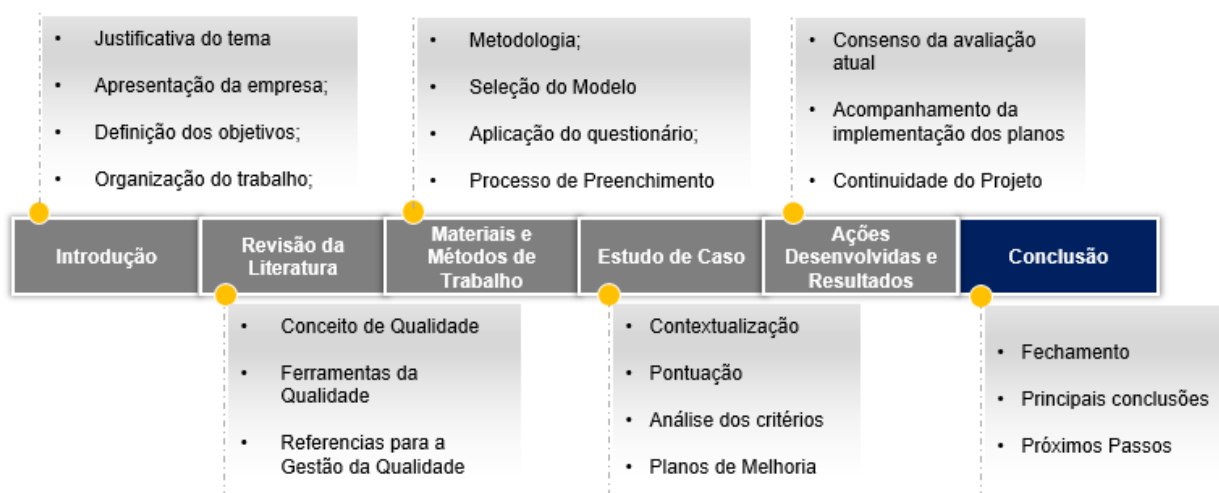 • Justificativa do tema
• Apresentação da empresa;
• Definição dos objetivos;
• Organização do trabalho;
• Metodologia;
• Seleção do Modelo
• Aplicação do questionário;
• Processo de Preenchimento
• Consenso da avaliação
atual
• Acompanhamento da
implementação dos planos
• Continuidade do Projeto
Introdução
Revisão da
Literatura
Materiais e
Métodos de
Trabalho
Estudo de Caso
Ações
Desenvolvidas e
Resultados
Conclusão
• Conceito de Qualidade
• Ferramentas da
Qualidade
• Referencias para a
Gestão da Qualidade
• Contextualização
• Pontuação
• Análise dos critérios
• Planos de Melhoria
• Fechamento
• Principais conclusões
• Próximos Passos